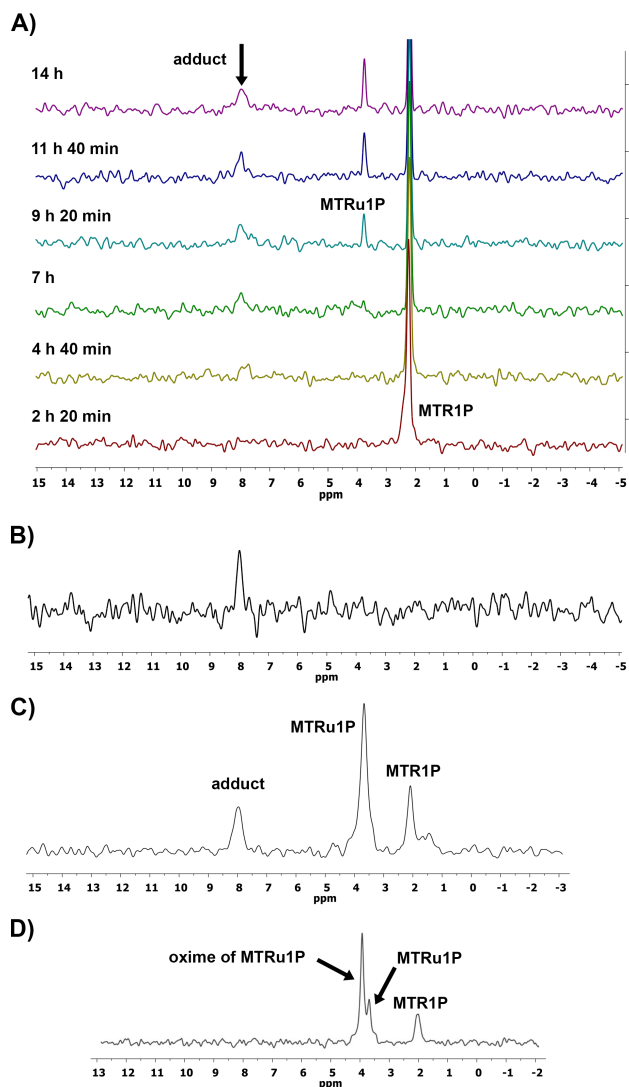 A)
adduct
14 h
11 h 40 min
MTRu1P
9 h 20 min
7 h
4 h 40 min
MTR1P
2 h 20 min
15 14 13 12 11 10 9 8 7 6 5 4 3 2 1 0 -1 -2 -3 -4 -5
ppm
B)
15 14 13 12 11 10 9 8 7 6 5 4 3 2 1 0 -1 -2 -3 -4 -5
ppm
C)
MTRu1P
MTR1P
adduct
15 14 13 12 11 10 9 8 7 6 5 4 3 2 1 0 -1 -2 -3
ppm
D)
oxime of MTRu1P
MTRu1P
MTR1P
13 12 11 10 9 8 7 6 5 4 3 2 1 0 -1 -2
ppm